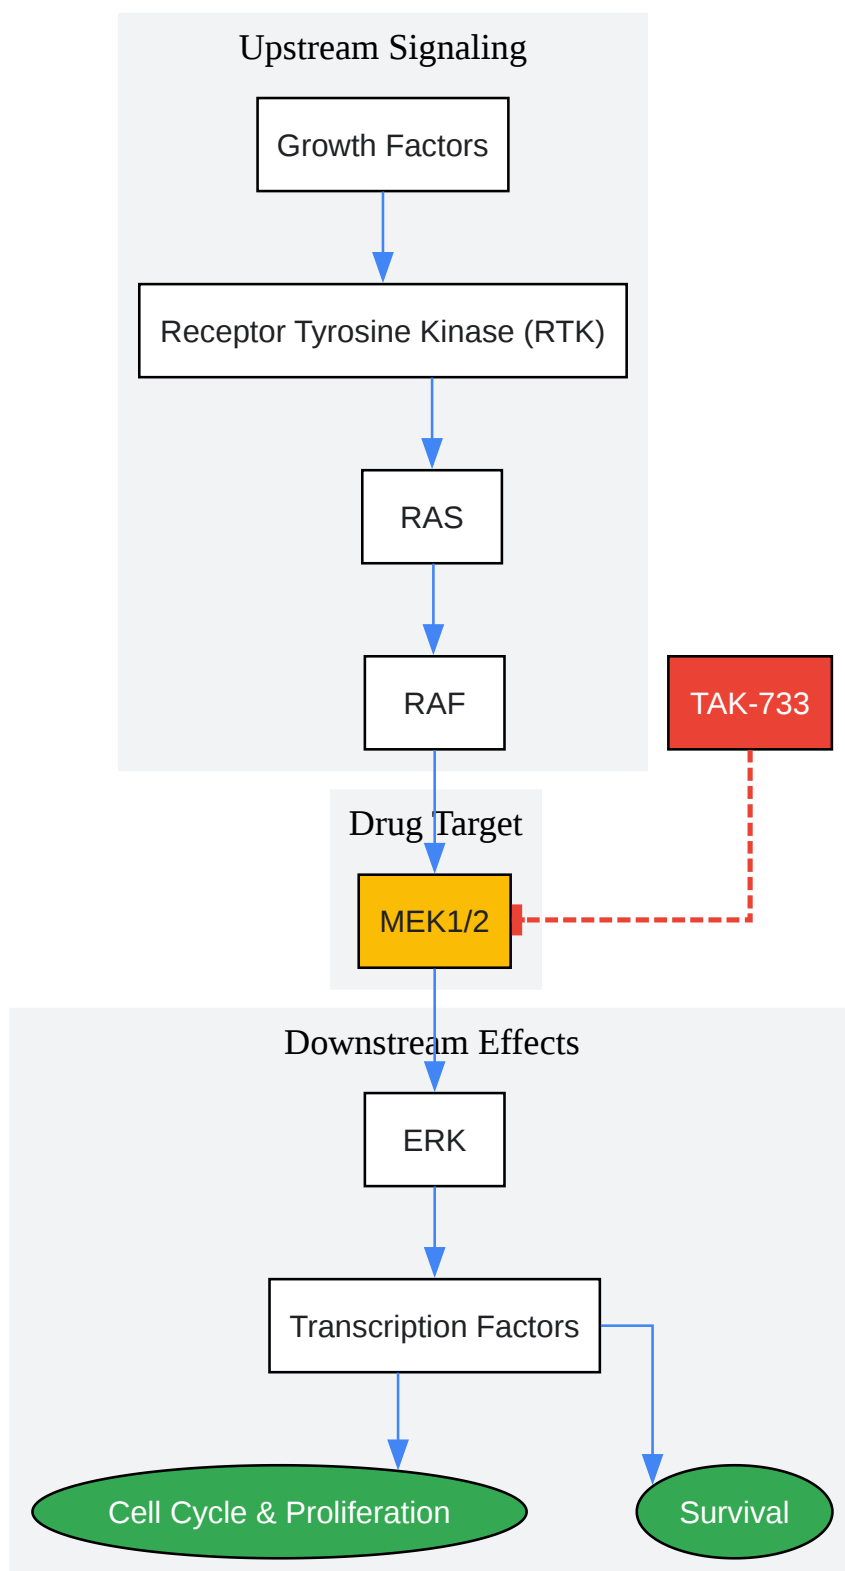 Upstream Signaling
Growth Factors
Receptor Tyrosine Kinase (RTK)
RAS
RAF
TAK-733
Drug Target
MEK1/2
Downstream Effects
ERK
Transcription Factors
Cell Cycle & Proliferation
Survival